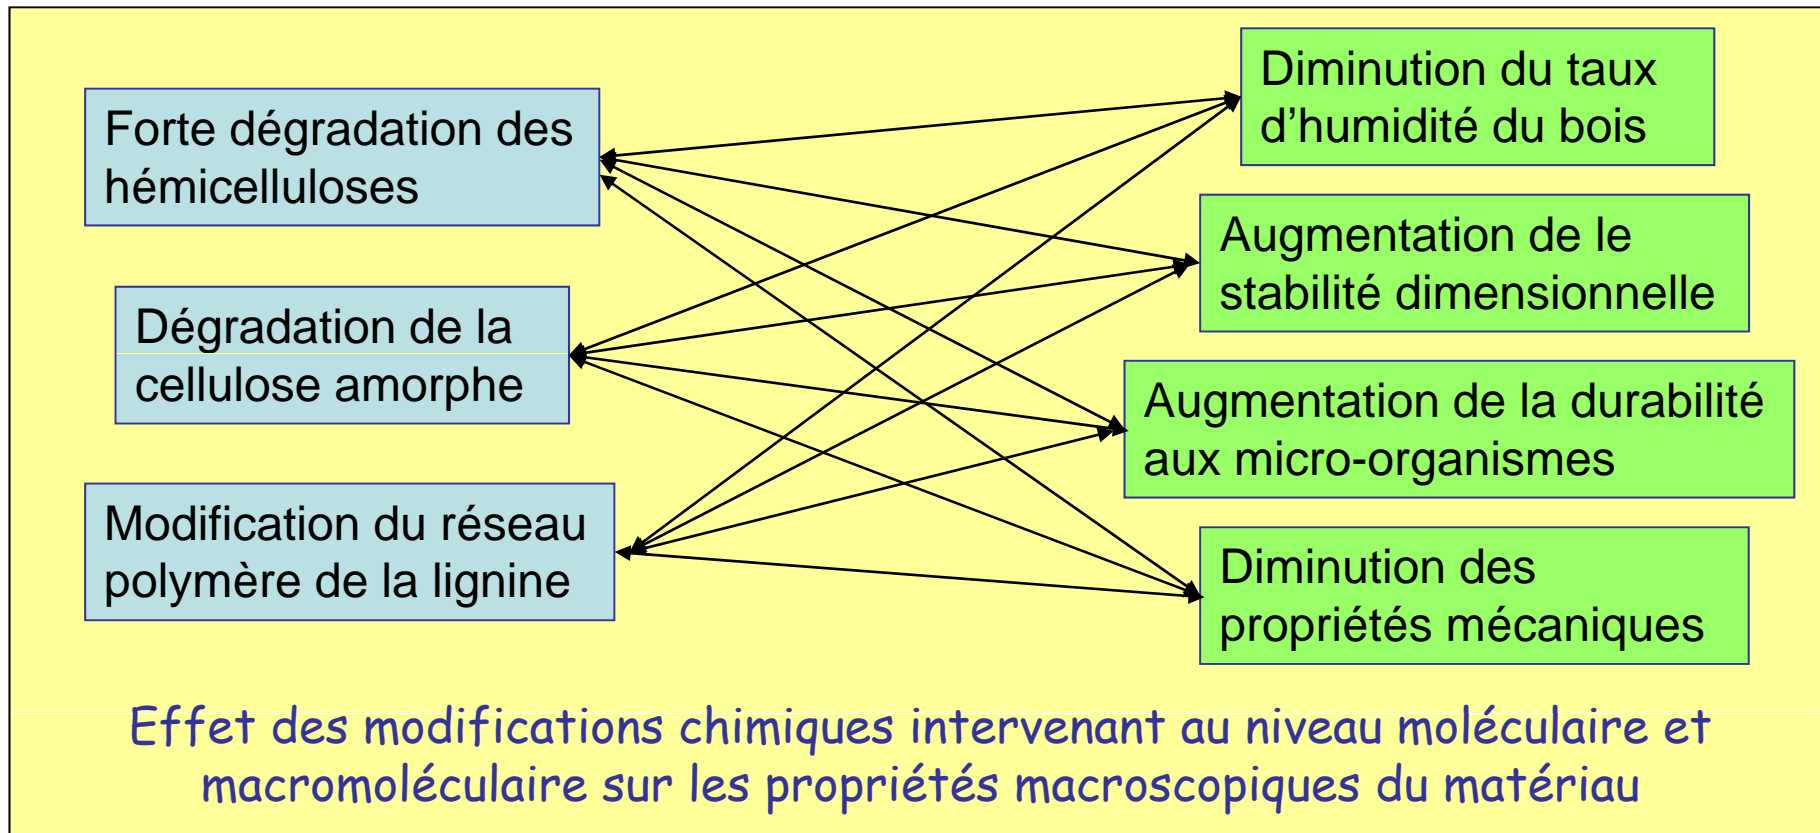 Forte dégradation des
hémicelluloses
Dégradation de la
cellulose amorphe
Modification du réseau
polymère de la lignine
Diminution du taux
d’humidité du bois
Augmentation de le
stabilité dimensionnelle
Augmentation de la durabilité
aux micro-organismes
Diminution des
propriétés mécaniques
Effet des modifications chimiques intervenant au niveau moléculaire et
macromoléculaire sur les propriétés macroscopiques du matériau